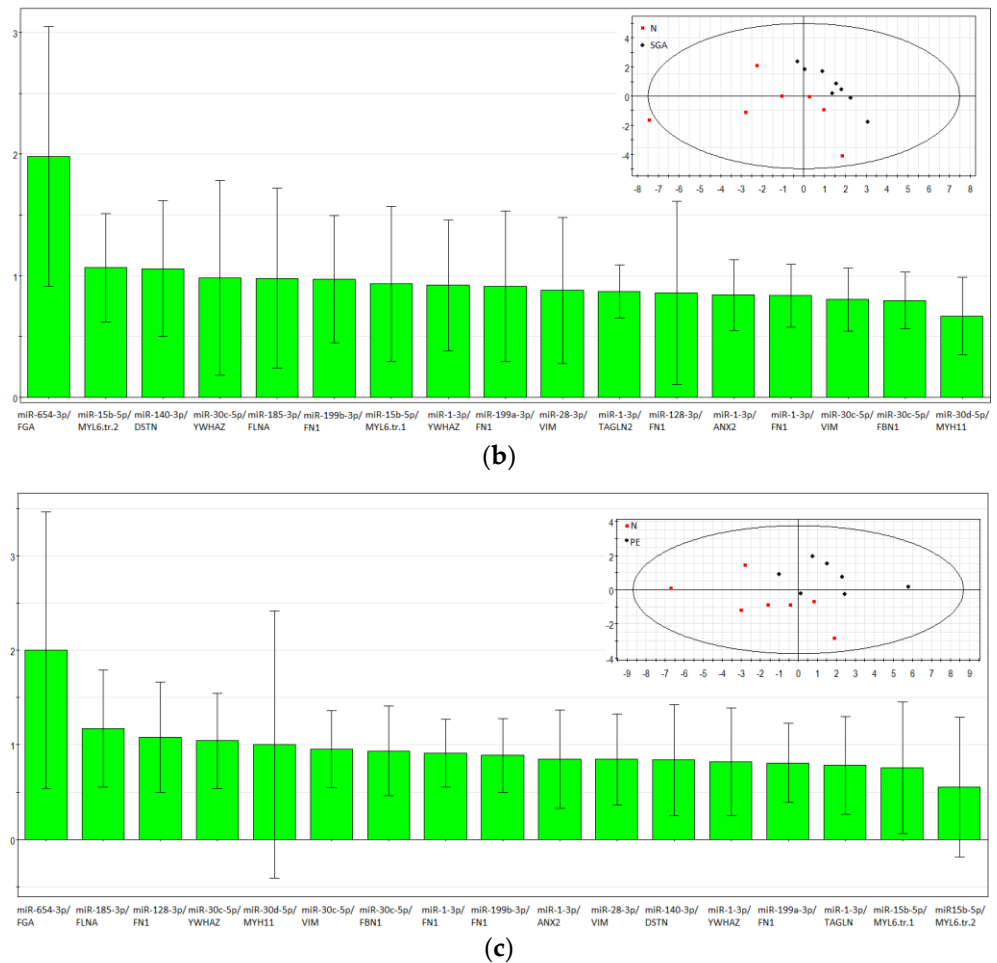 3
2
1
0
N
SGA
4
2
0
-2
-4
-8 -7 -6 -5 -4 -3 -2 -1 0 1 2 3 4 5 6 7 8
miR-654-3p/ miR-15b-5p/ miR-140-3p/ miR-30c-5p/ miR-185-3p/ miR-199b-3p/ miR-15b-5p/ miR-1-3p/ miR-199a-3p/ miR-28-3p/ miR-1-3p/ miR-128-3p/ miR-1-3p/ miR-1-3p/ miR-30c-5p/ miR-30c-5p/ miR-30d-5p/
FGA MYL6.tr.2 DSTN YWHAZ FLNA FN1 MYL6.tr.1 YWHAZ FN1 VIM TAGLN2 FN1 ANX2 FN1 VIM FBN1 MYH11
(b)
3
2
1
0
N
PE
4
2
0
-2
-4
-9 -8 -7 -6 -5 -4 -3 -2 -1 0 1 2 3 4 5 6 7 8 9
miR-654-3p/ miR-185-3p/ miR-128-3p/ miR-30c-5p/ miR-30d-5p/ miR-30c-5p/ miR-30c-5p/ miR-1-3p/ miR-199b-3p/ miR-1-3p/ miR-28-3p/ miR-140-3p/ miR-1-3p/ miR-199a-3p/ miR-1-3p/ miR-15b-5p/ miR15b-5p/
FGA FLNA FN1 YWHAZ MYH11 VIM FBN1 FN1 FN1 ANX2 VIM DSTN YWHAZ FN1 TAGLN MYL6.tr.1 MYL6.tr.2
(c)